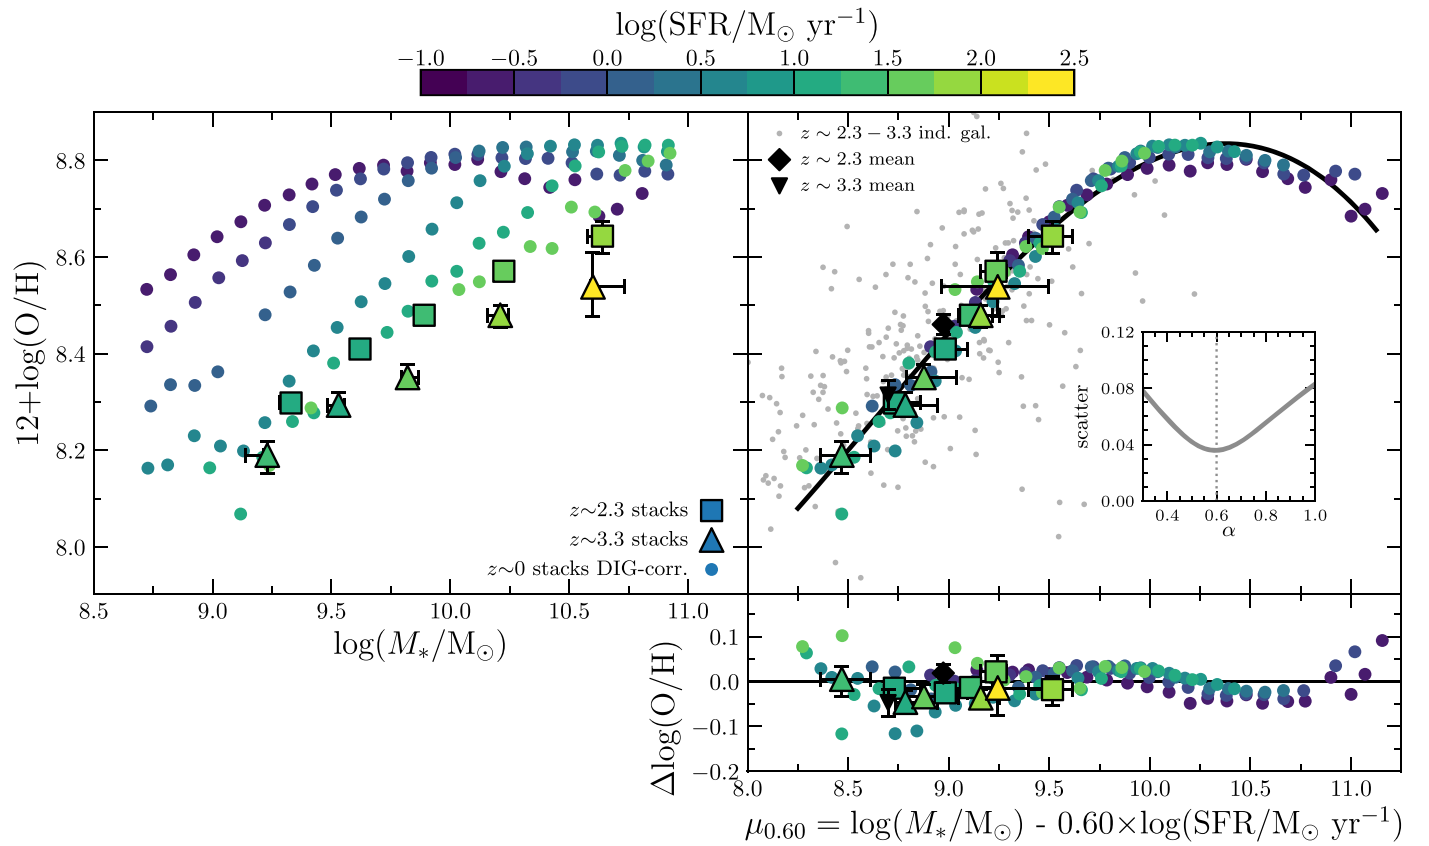 log(SFR/M⊙ yr⁻¹)
−1.0 −0.5 0.0 0.5 1.0 1.5 2.0 2.5
z ∼ 2.3 − 3.3 ind. gal.
z ∼ 2.3 mean
z ∼ 3.3 mean
8.8
8.6
8.4
8.2
8.0
12+log(O/H)
z∼2.3 stacks
z∼3.3 stacks
z∼0 stacks DIG-corr.
8.5 9.0 9.5 10.0 10.5 11.0
log(M*/M⊙)
0.12
0.08
0.04
0.00
scatter
0.4 0.6 0.8 1.0
α
0.1
0.0
−0.1
−0.2
Δlog(O/H)
8.0 8.5 9.0 9.5 10.0 10.5 11.0
μ0.60 = log(M*/M⊙) - 0.60×log(SFR/M⊙ yr⁻¹)